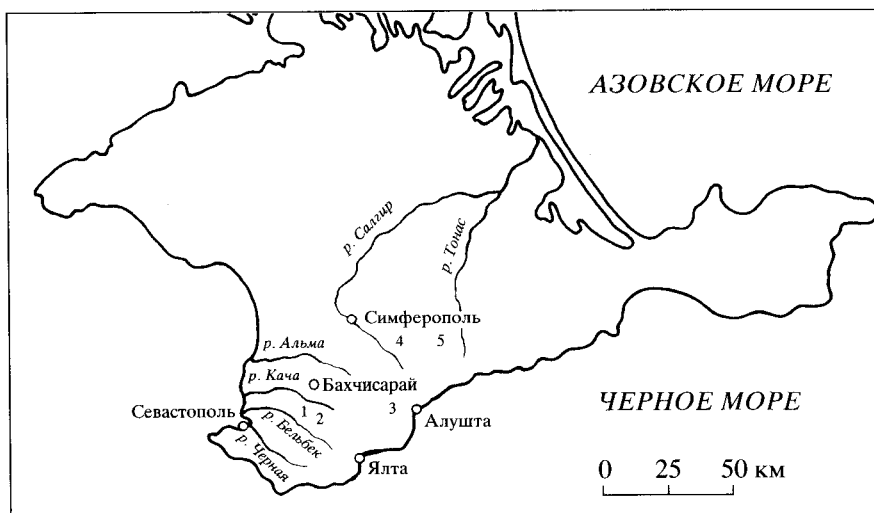 АЗОВСКОЕ МОРЕ
р. Салгир
р. Тонас
Симферополь
4 5
р. Альма
р. Кача
Бахчисарай
Севастополь
1 2
3
р. Бельбек
Алушта
ЧЕРНОЕ МОРЕ
р. Черная
Ялта
0 25 50 км